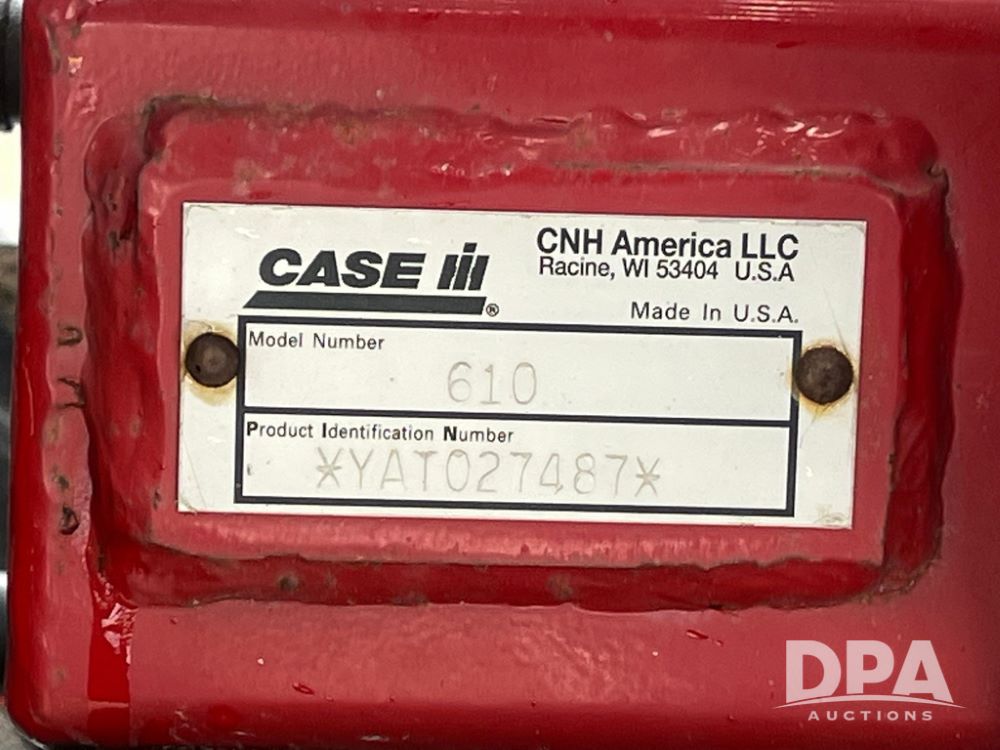 CASE IH®
CNH America LLC
Racine, WI 53404 U.S.A
Made In U.S.A.
Model Number
610
Product Identification Number
*YAT027487*
DPA
AUCTIONS